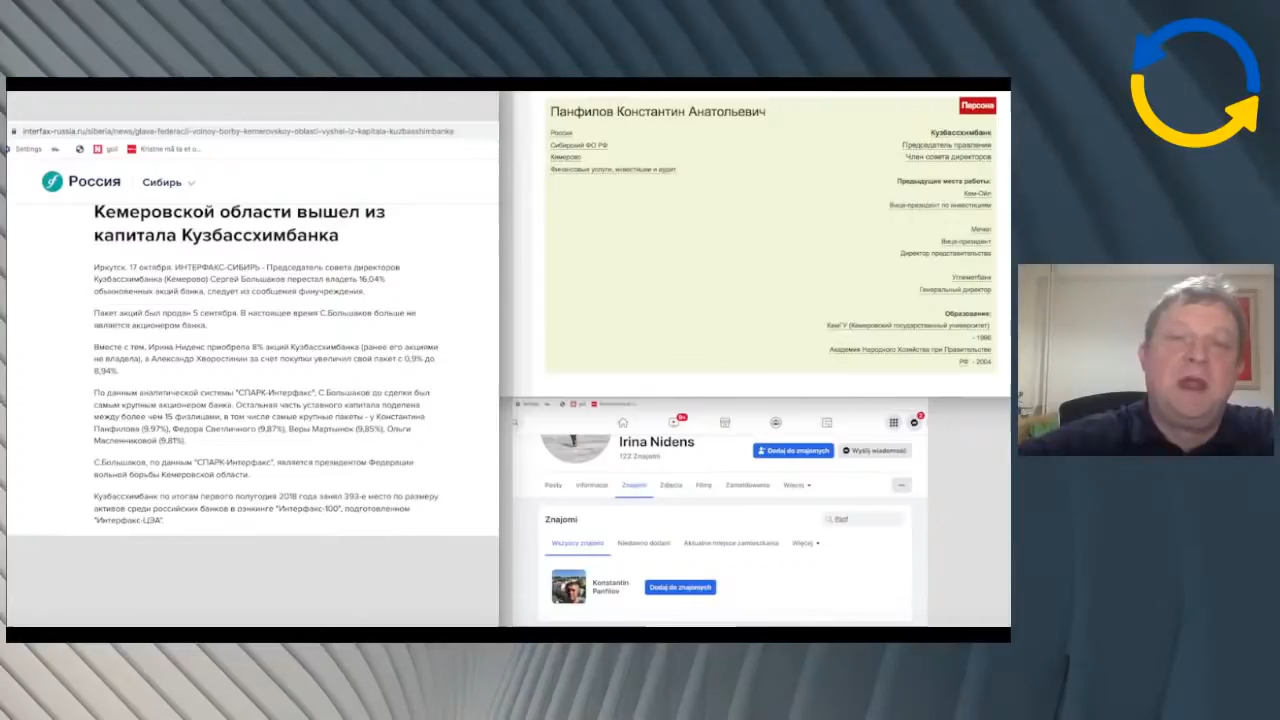 interfax-russia.ru/siberia/news/glava-federacii-volnoy-borby-kemerovskoy-oblasti-vyshel-iz-kapitala-kuzbasshimbanka
Settings
goil
Kristne må ta et o...
Россия
Сибирь
Кемеровской области вышел из
капитала Кузбассхимбанка
Иркутск. 17 октября. ИНТЕРФАКС-СИБИРЬ - Председатель совета директоров
Кузбассхимбанка (Кемерово) Сергей Большаков перестал владеть 16,04%
обыкновенных акций банка, следует из сообщения финучреждения.
Пакет акций был продан 5 сентября. В настоящее время С.Большаков больше не
является акционером банка.
Вместе с тем, Ирина Ниденс приобрела 8% акций Кузбассхимбанка (ранее его акциями
не владела), а Александр Хворостинин за счет покупки увеличил свой пакет с 0,9% до
8,94%.
По данным аналитической системы "СПАРК-Интерфакс", С.Большаков до сделки был
самым крупным акционером банка. Остальная часть уставного капитала поделена
между более чем 15 физлицами, в том числе самые крупные пакеты - у Константина
Панфилова (9,97%), Федора Светличного (9,87%), Веры Мартынюк (9,85%), Ольги
Масленниковой (9,81%).
С.Большаков, по данным "СПАРК-Интерфакс", является президентом Федерации
вольной борьбы Кемеровской области.
Кузбассхимбанк по итогам первого полугодия 2018 года занял 393-е место по размеру
активов среди российских банков в рэнкинге "Интерфакс-100", подготовленном
"Интерфакс-ЦЭА".
Персона
Панфилов Константин Анатольевич
Россия
Сибирский ФО РФ
Кемерово
Финансовые услуги, инвестиции и аудит
Кузбассхимбанк
Председатель правления
Член совета директоров
Предыдущие места работы:
Кем-Ойл
Вице-президент по инвестициям
Мечел
Вице-президент
Директор представительства
Углеметбанк
Генеральный директор
Образование:
КемГУ (Кемеровский государственный университет)
- 1996
Академия Народного Хозяйства при Правительстве
РФ - 2004
9+
2
Irina Nidens
122 Znajomi
Dodaj do znajomych
Wyślij wiadomość
Posty
Informacje
Znajomi
Zdjęcia
Filmy
Zameldowania
Więcej
Znajomi
Wszyscy znajomi
Niedawno dodani
Aktualne miejsce zamieszkania
Więcej
Konstantin
Panfilov
Dodaj do znajomych